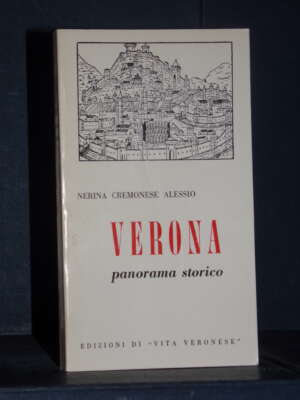 NERINA CREMONESE ALESSIO
VERONA
panorama storico
EDIZIONI DI "VITA VERONESE"